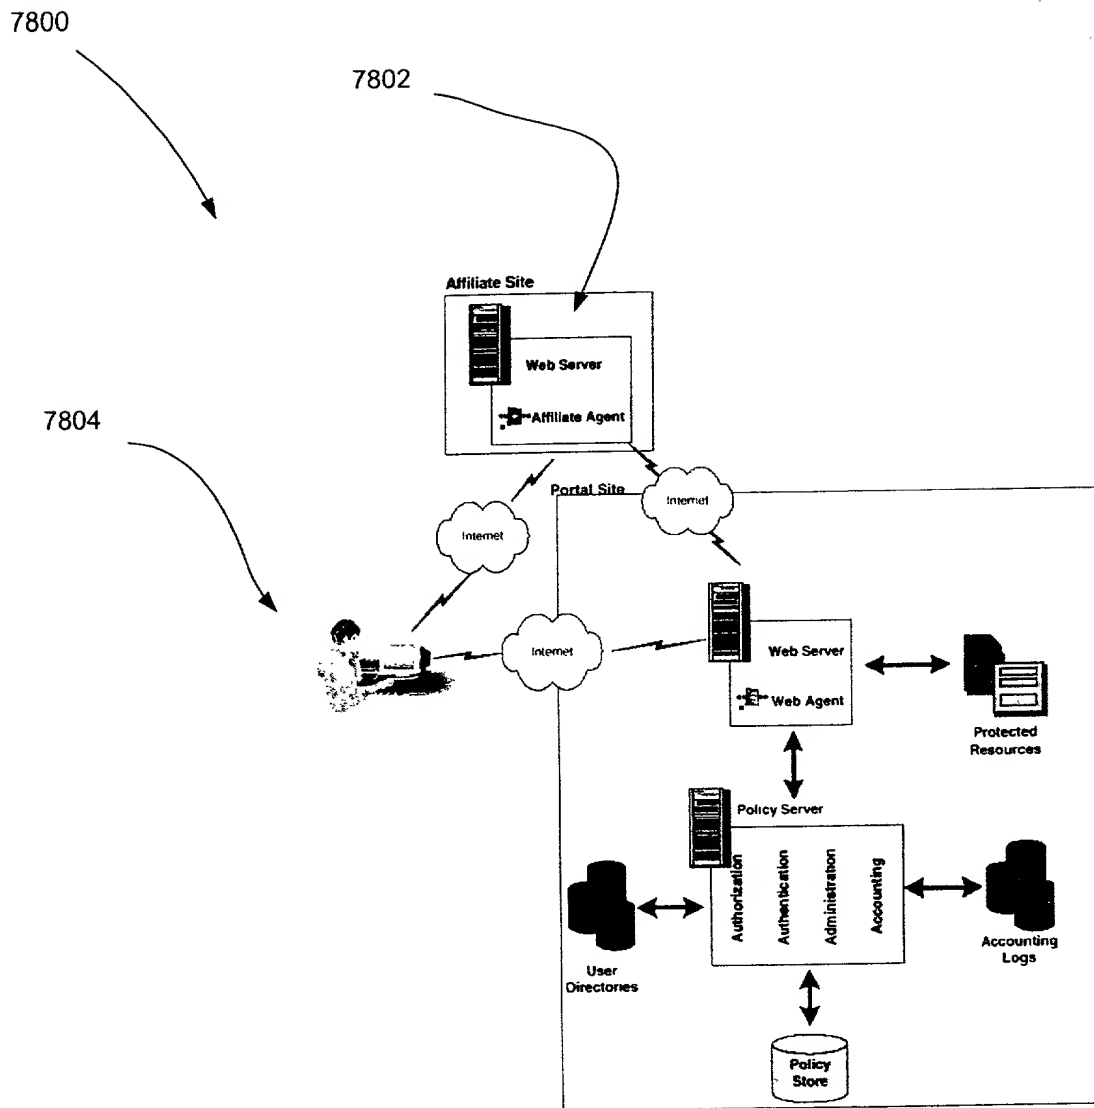 7800
7802
Affiliate Site
Web Server
Affiliate Agent
7804
Portal Site
Internet
Internet
Internet
Web Server
Web Agent
Protected
Resources
Policy Server
Authorization
Authentication
Administration
Accounting
User
Directories
Accounting
Logs
Policy
Store